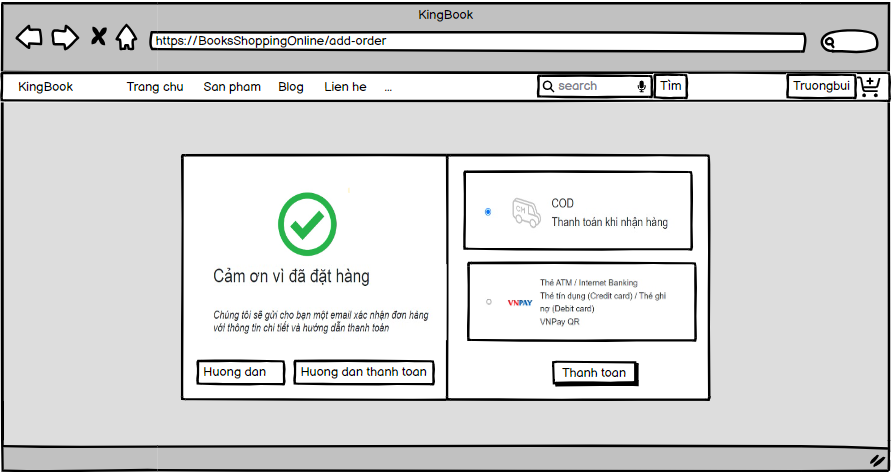 KingBook
https://BooksShoppingOnline/add-order
KingBook Trang chu San pham Blog Lien he ... search Tìm Truongbui
Cảm ơn vì đã đặt hàng
Chúng tôi sẽ gửi cho bạn một email xác nhận đơn hàng
với thông tin chi tiết và hướng dẫn thanh toán
Huong dan Huong dan thanh toan
CH
COD
Thanh toán khi nhận hàng
VNPAY
Thẻ ATM / Internet Banking
Thẻ tín dụng (Credit card) / Thẻ ghi
nợ (Debit card)
VNPay QR
Thanh toan